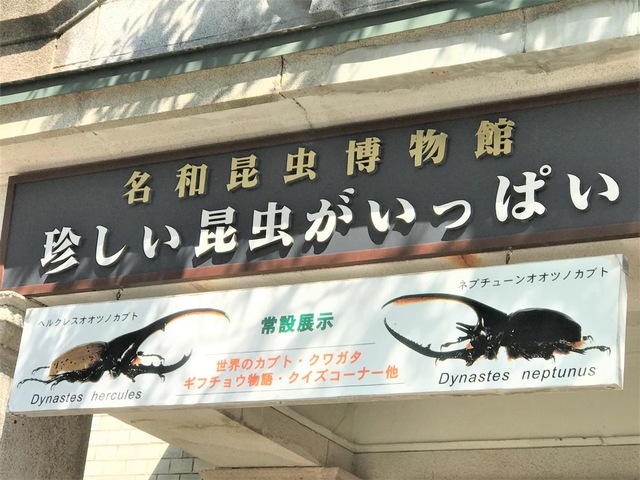 名和昆虫博物館
珍しい昆虫がいっぱい
ヘルクレスオオツノカブト
Dynastes hercules
常設展示
世界のカブト・クワガタ
ギフチョウ物語・クイズコーナー他
ネプチューンオオツノカブト
Dynastes neptunus